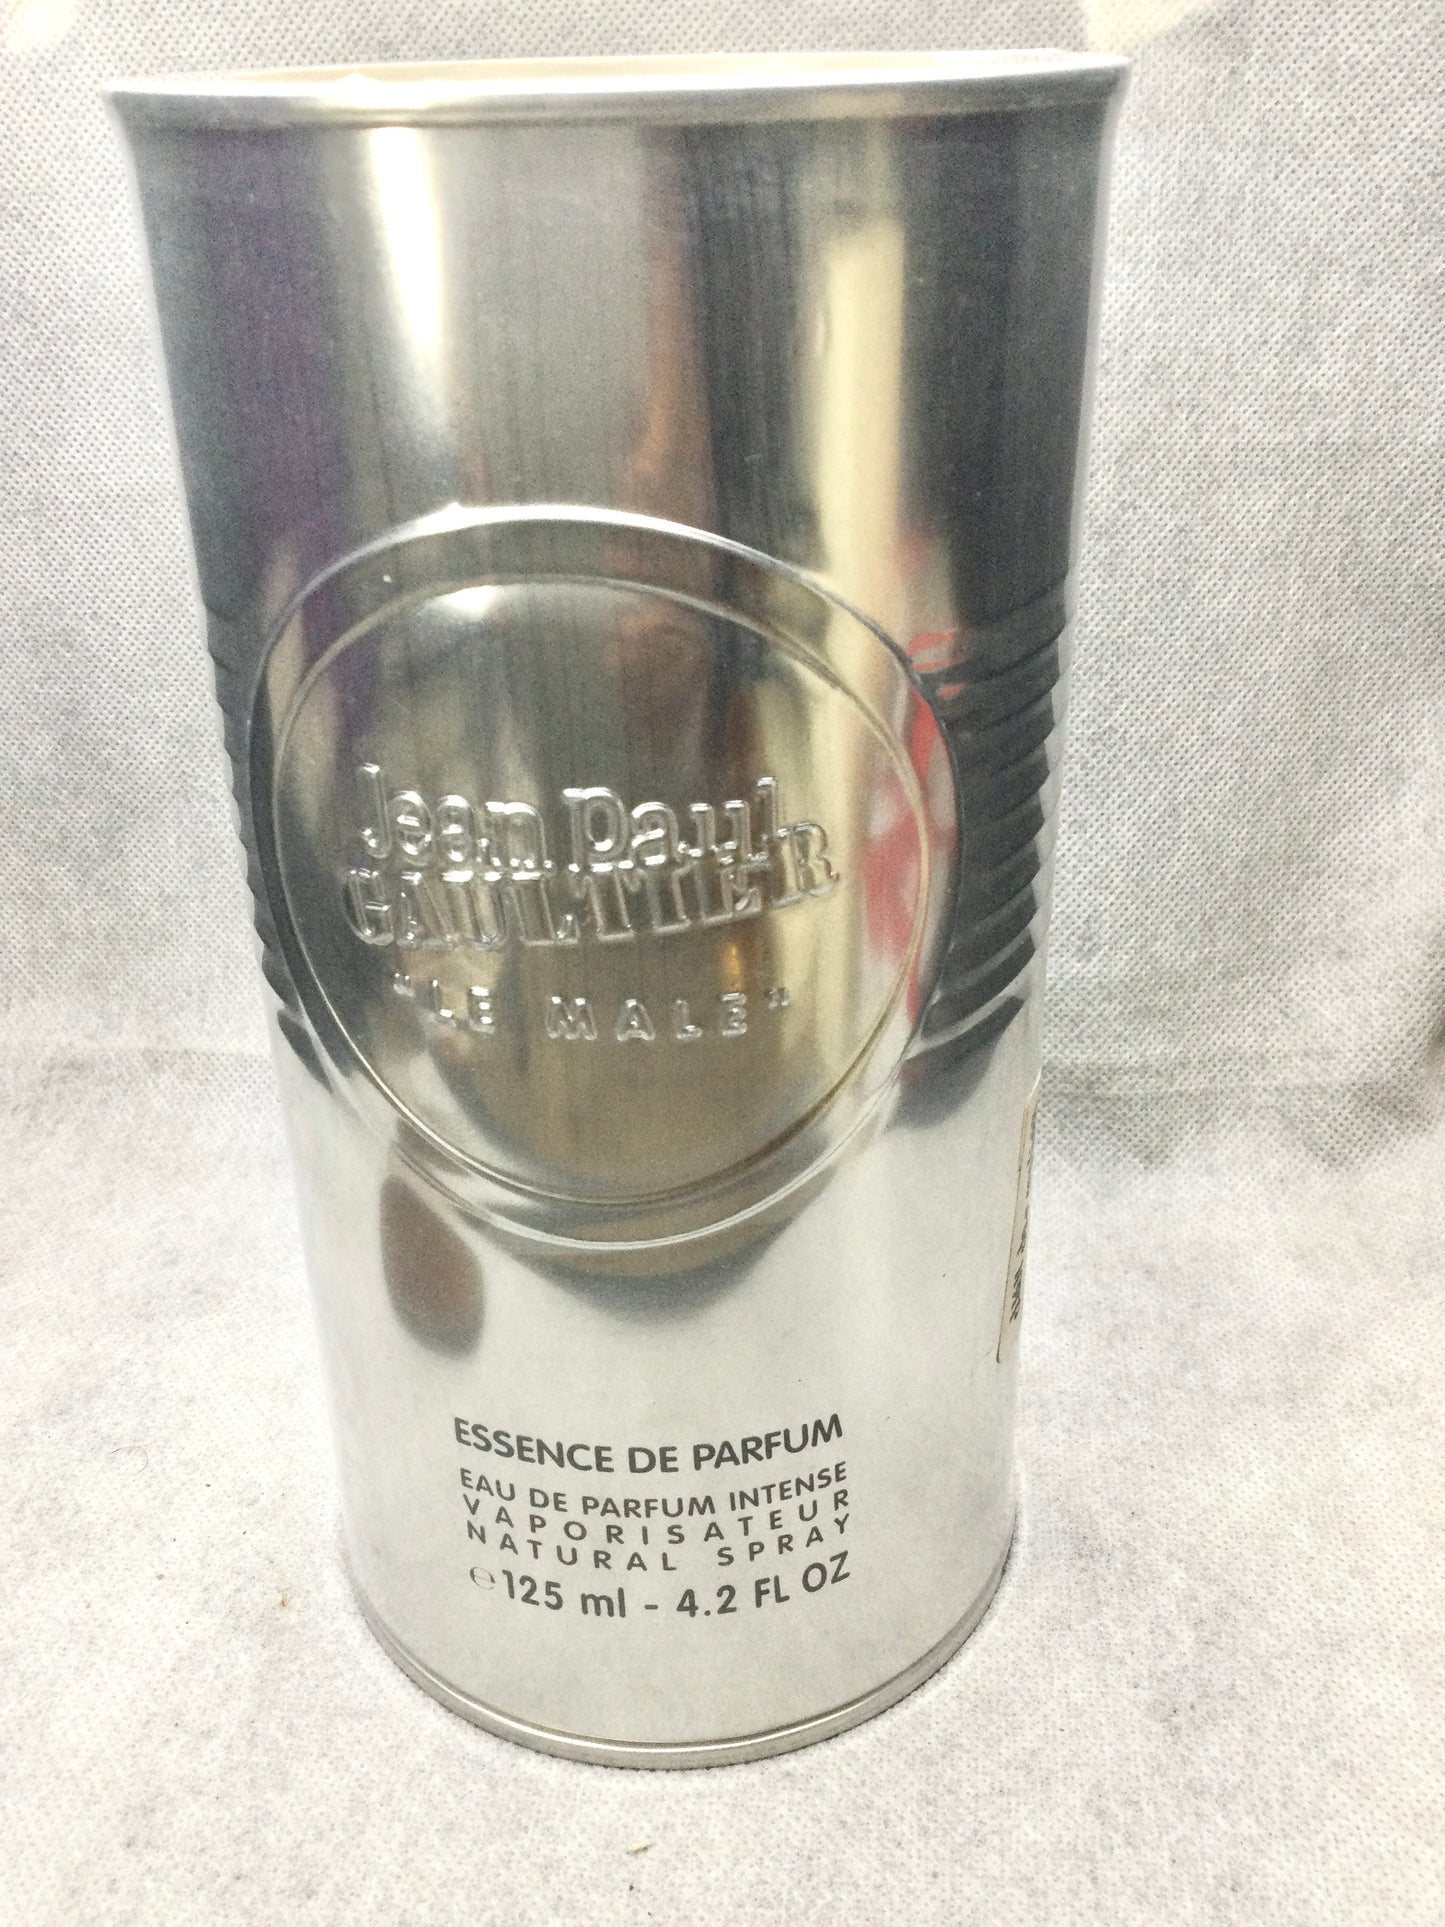 Jean Paul
GAULTIER
"LE MALE"
ESSENCE DE PARFUM
EAU DE PARFUM INTENSE
VAPORISATEUR
NATURAL SPRAY
℮125 ml - 4.2 FL OZ